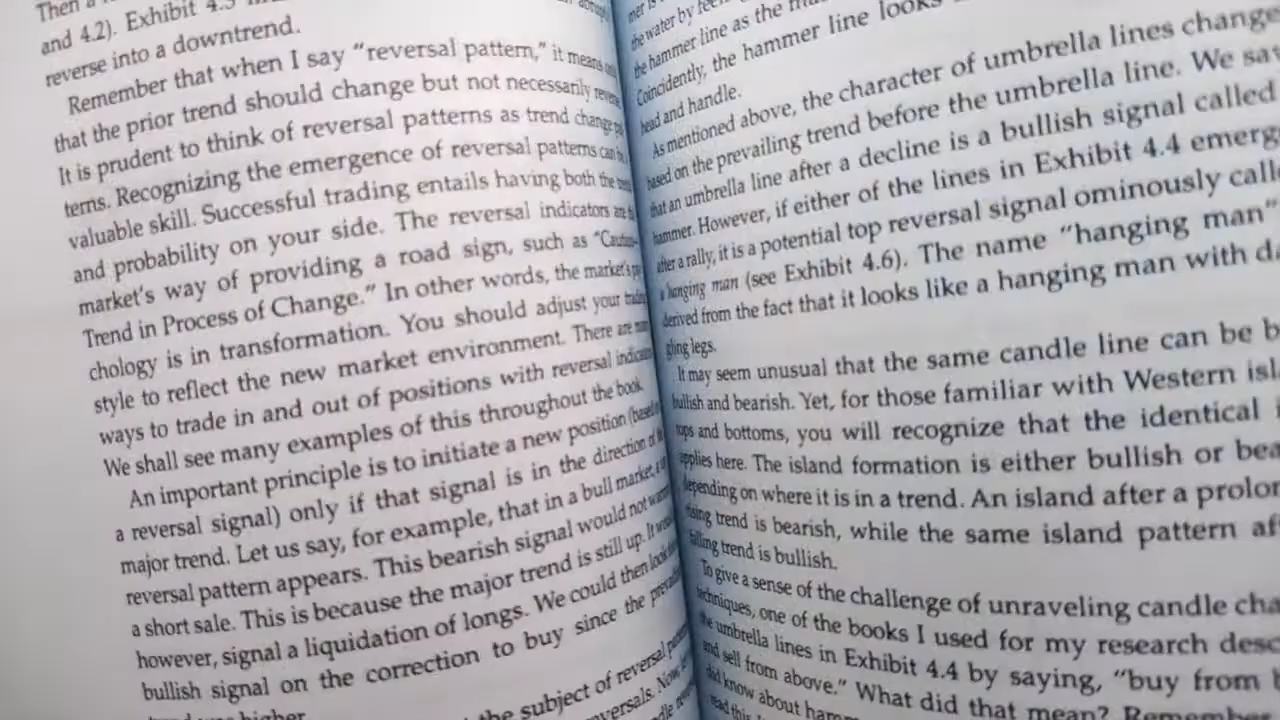 Then a
and 4.2). Exhibit 4.3
reverse into a downtrend.
Remember that when I say “reversal pattern,” it means
that the prior trend should change but not necessarily
It is prudent to think of reversal patterns as trend change
terns. Recognizing the emergence of reversal patterns can
valuable skill. Successful trading entails having both the
and probability on your side. The reversal indicators are
market's way of providing a road sign, such as “Caution—
Trend in Process of Change.” In other words, the market's
chology is in transformation. You should adjust your trading
style to reflect the new market environment. There are
ways to trade in and out of positions with reversal
We shall see many examples of this throughout the book.
An important principle is to initiate a new position (based
a reversal signal) only if that signal is in the direction of
major trend. Let us say, for example, that in a bull market,
reversal pattern appears. This bearish signal would not
a short sale. This is because the major trend is still up. It
however, signal a liquidation of longs. We could then look
bullish signal on the correction to buy since the
higher.
the subject of reversal
Now
the water by
the hammer line as the
Coincidently, the hammer line looks
head and handle.
As mentioned above, the character of umbrella lines change
based on the prevailing trend before the umbrella line. We
that an umbrella line after a decline is a bullish signal called
hammer. However, if either of the lines in Exhibit 4.4 emerg
after a rally, it is a potential top reversal signal ominously
a hanging man (see Exhibit 4.6). The name “hanging man”
derived from the fact that it looks like a hanging man with
gling legs.
It may seem unusual that the same candle line can be b
bullish and bearish. Yet, for those familiar with Western
tops and bottoms, you will recognize that the identical
applies here. The island formation is either bullish or
depending on where it is in a trend. An island after a
rising trend is bearish, while the same island pattern
falling trend is bullish.
To give a sense of the challenge of unraveling candle
techniques, one of the books I used for my research
the umbrella lines in Exhibit 4.4 by saying, “buy from
and sell from above.” What did that mean? Remember
did know about
read this